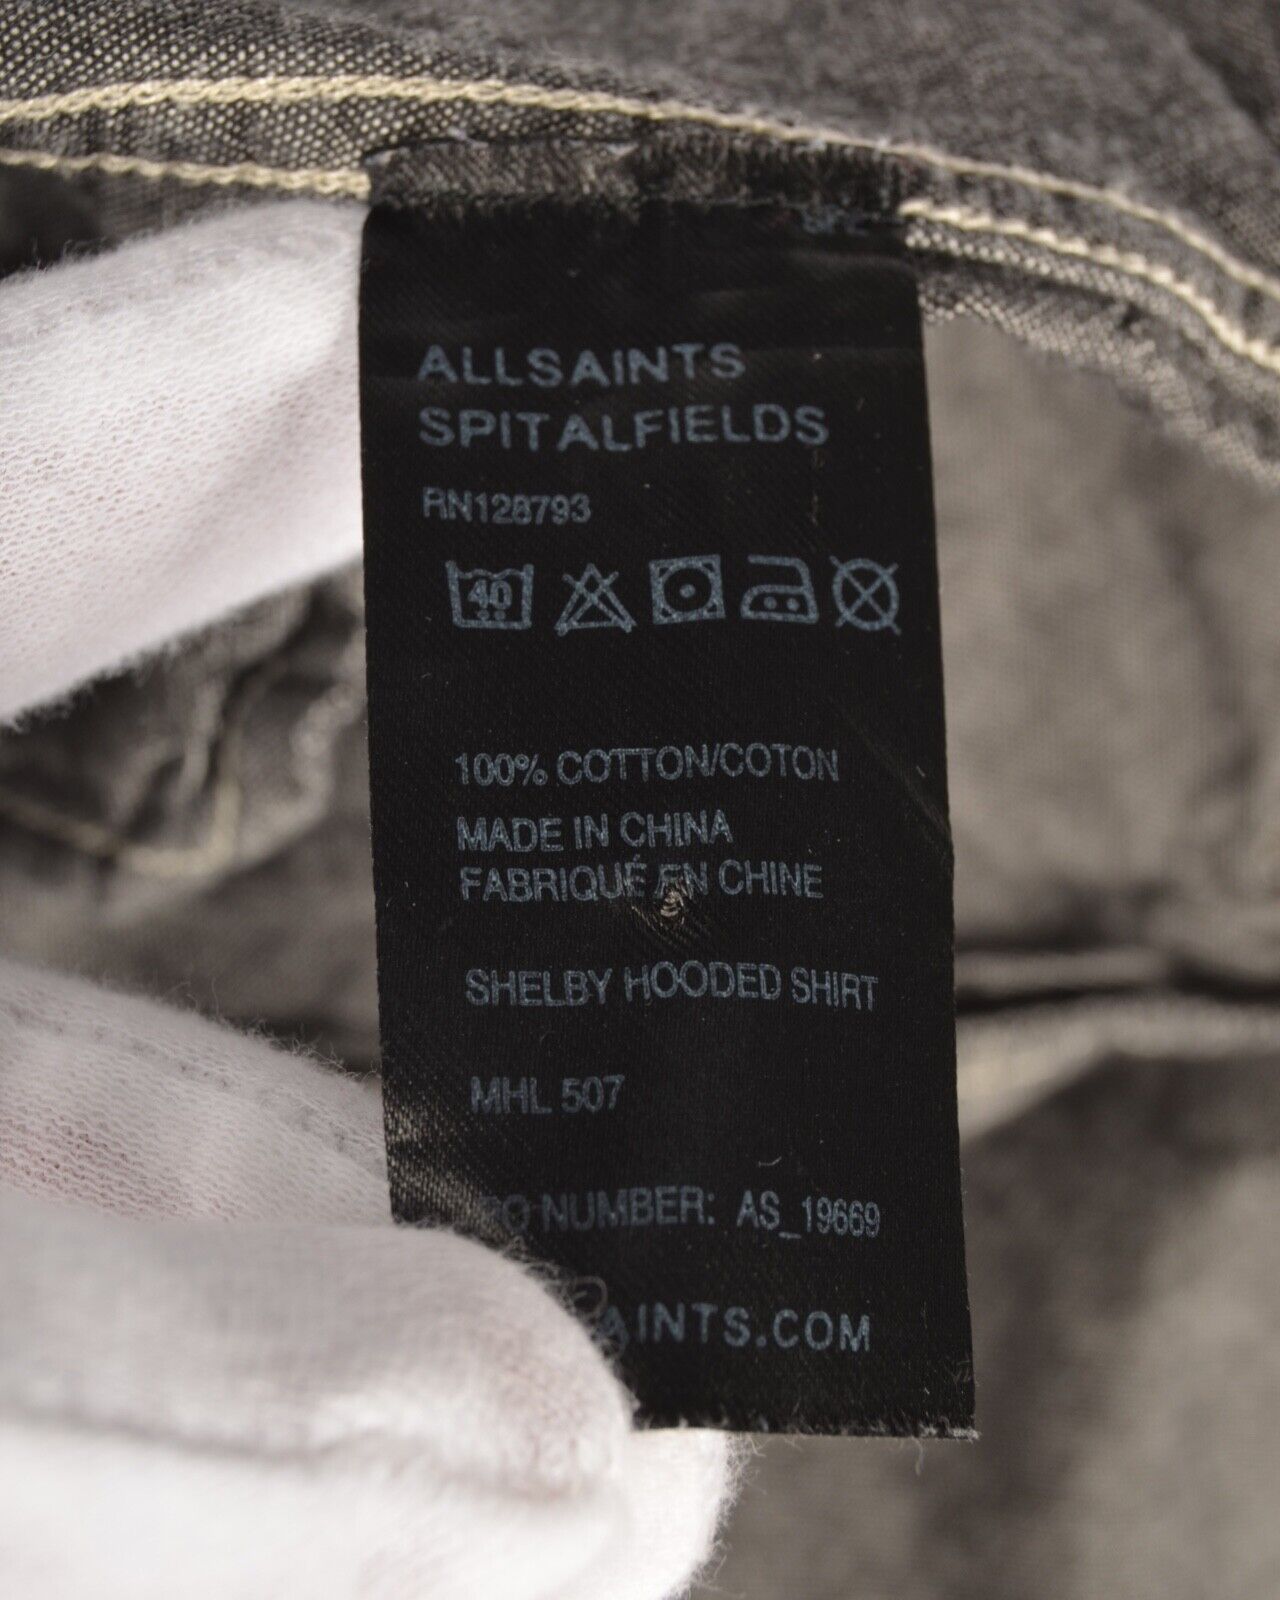 ALLSAINTS
SPITALFIELDS
RN128793
40
100% COTTON/COTON
MADE IN CHINA
FABRIQUÉ EN CHINE
SHELBY HOODED SHIRT
MHL 507
NUMBER: AS_19669